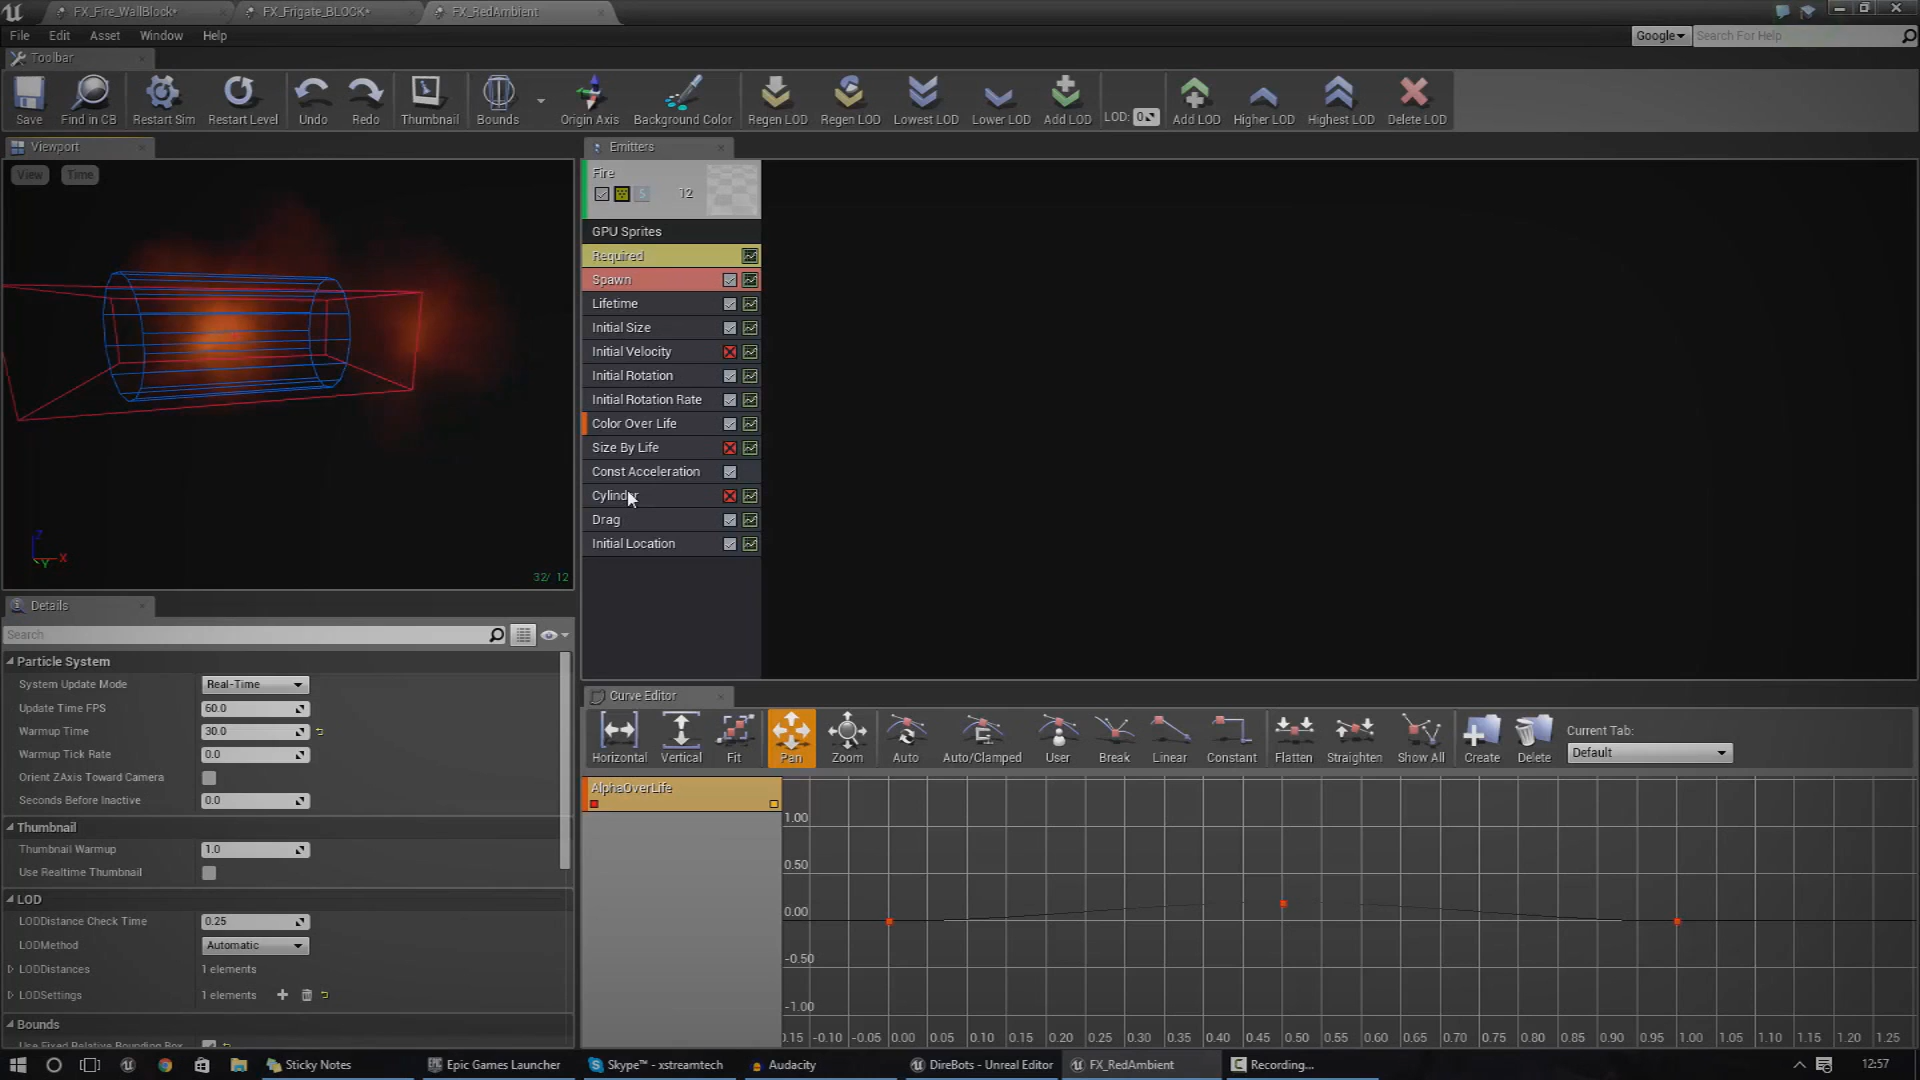 FX_Fire_WallBlock*
FX_Frigate_BLOCK*
FX_RedAmbient
File Edit Asset Window Help
Google
Search For Help
Toolbar
Save
Find in CB
Restart Sim
Restart Level
Undo
Redo
Thumbnail
Bounds
Origin Axis
Background Color
Regen LOD
Regen LOD
Lowest LOD
Lower LOD
Add LOD
LOD: 0
Add LOD
Higher LOD
Highest LOD
Delete LOD
Viewport
View
Time
Z
X
Y
32/ 12
Emitters
Fire
S
12
GPU Sprites
Required
Spawn
Lifetime
Initial Size
Initial Velocity
Initial Rotation
Initial Rotation Rate
Color Over Life
Size By Life
Const Acceleration
Cylinder
Drag
Initial Location
Details
Search
Particle System
System Update Mode Real-Time
Update Time FPS 60.0
Warmup Time 30.0
Warmup Tick Rate 0.0
Orient ZAxis Toward Camera
Seconds Before Inactive 0.0
Thumbnail
Thumbnail Warmup 1.0
Use Realtime Thumbnail
LOD
LODDistance Check Time 0.25
LODMethod Automatic
LODDistances 1 elements
LODSettings 1 elements
Bounds
Use Fixed Relative Bounding Box
Curve Editor
Horizontal
Vertical
Fit
Pan
Zoom
Auto
Auto/Clamped
User
Break
Linear
Constant
Flatten
Straighten
Show All
Create
Delete
Current Tab:
Default
AlphaOverLife
1.00
0.50
0.00
-0.50
-1.00
0.15 -0.10 -0.05 0.00 0.05 0.10 0.15 0.20 0.25 0.30 0.35 0.40 0.45 0.50 0.55 0.60 0.65 0.70 0.75 0.80 0.85 0.90 0.95 1.00 1.05 1.10 1.15 1.20 1.25
Sticky Notes
Epic Games Launcher
Skype™ - xstreamtech
Audacity
DireBots - Unreal Editor
FX_RedAmbient
Recording...
12:57